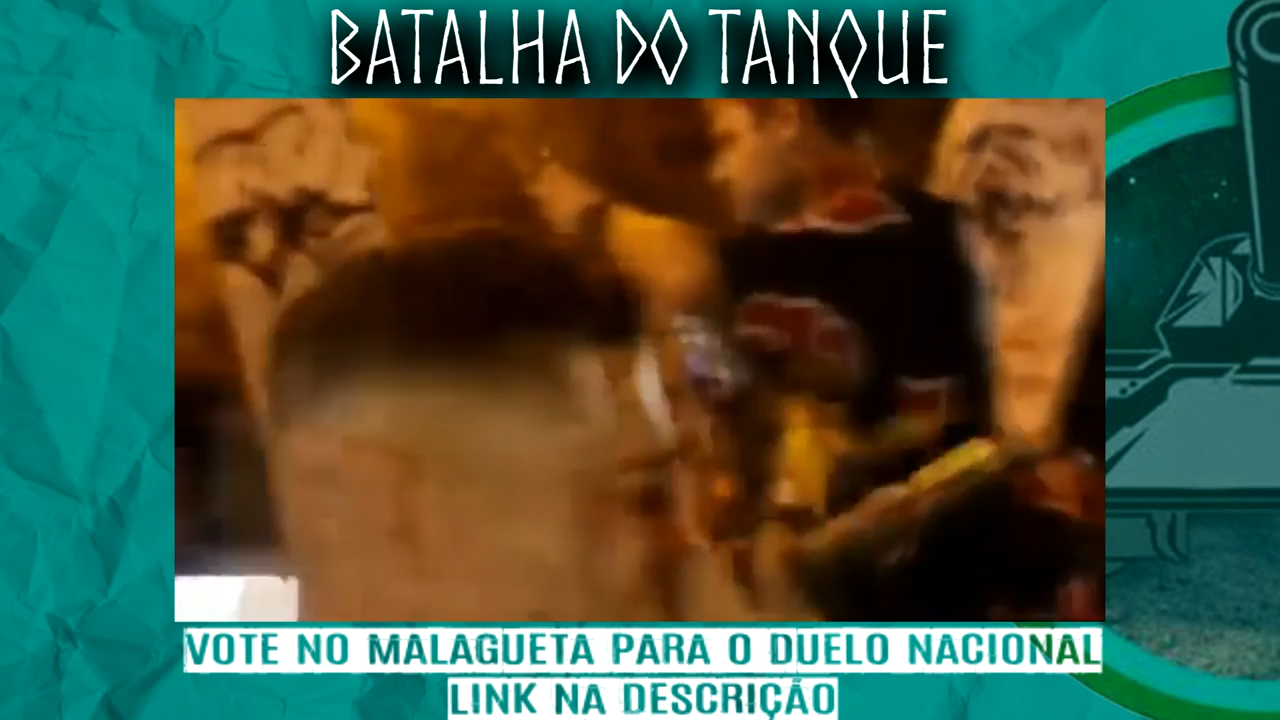 BATALHA DO TANQUE
VOTE NO MALAGUETA PARA O DUELO NACIONAL
LINK NA DESCRIÇÃO